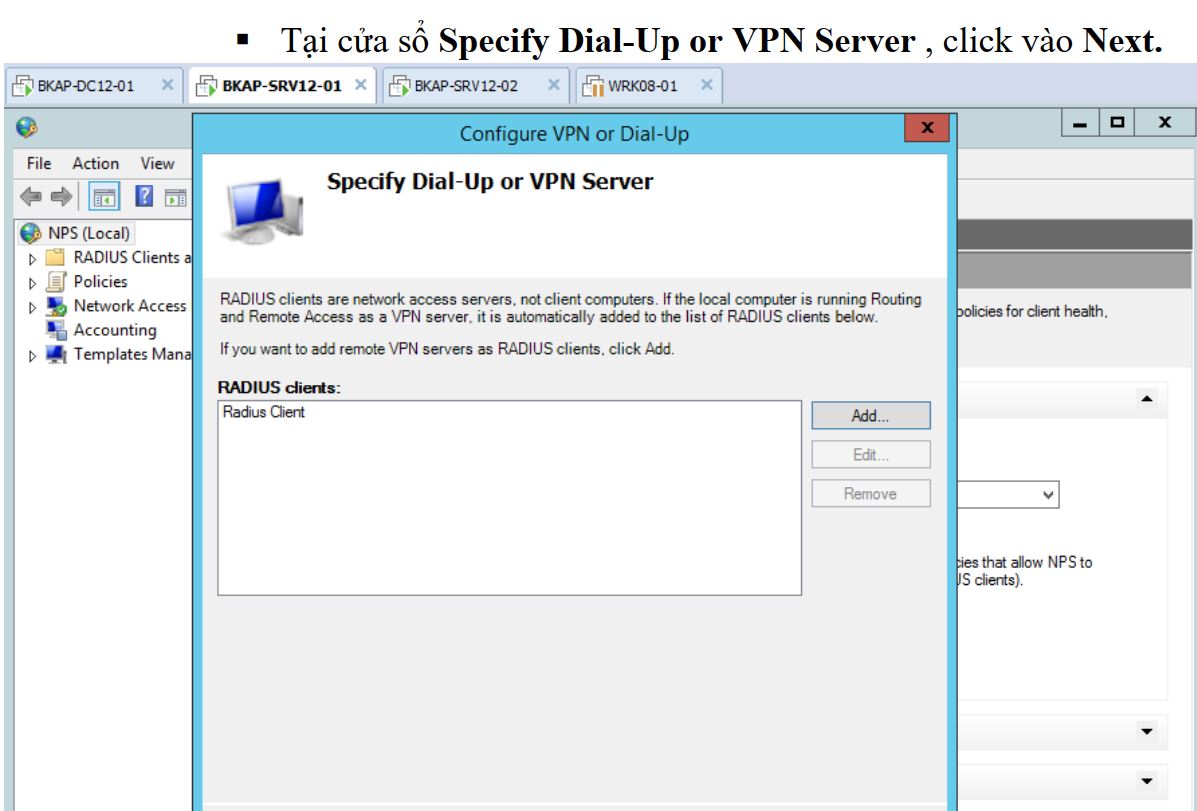 ▪ Tại cửa sổ Specify Dial-Up or VPN Server , click vào Next.
BKAP-DC12-01 × BKAP-SRV12-01 × BKAP-SRV12-02 × WRK08-01 ×
Configure VPN or Dial-Up x
File Action View
Specify Dial-Up or VPN Server
NPS (Local)
RADIUS Clients a
Policies
Network Access
Accounting
Templates Mana
RADIUS clients are network access servers, not client computers. If the local computer is running Routing
and Remote Access as a VPN server, it is automatically added to the list of RADIUS clients below.
If you want to add remote VPN servers as RADIUS clients, click Add.
RADIUS clients:
Radius Client
Add...
Edit...
Remove
policies for client health,
cies that allow NPS to
US clients).